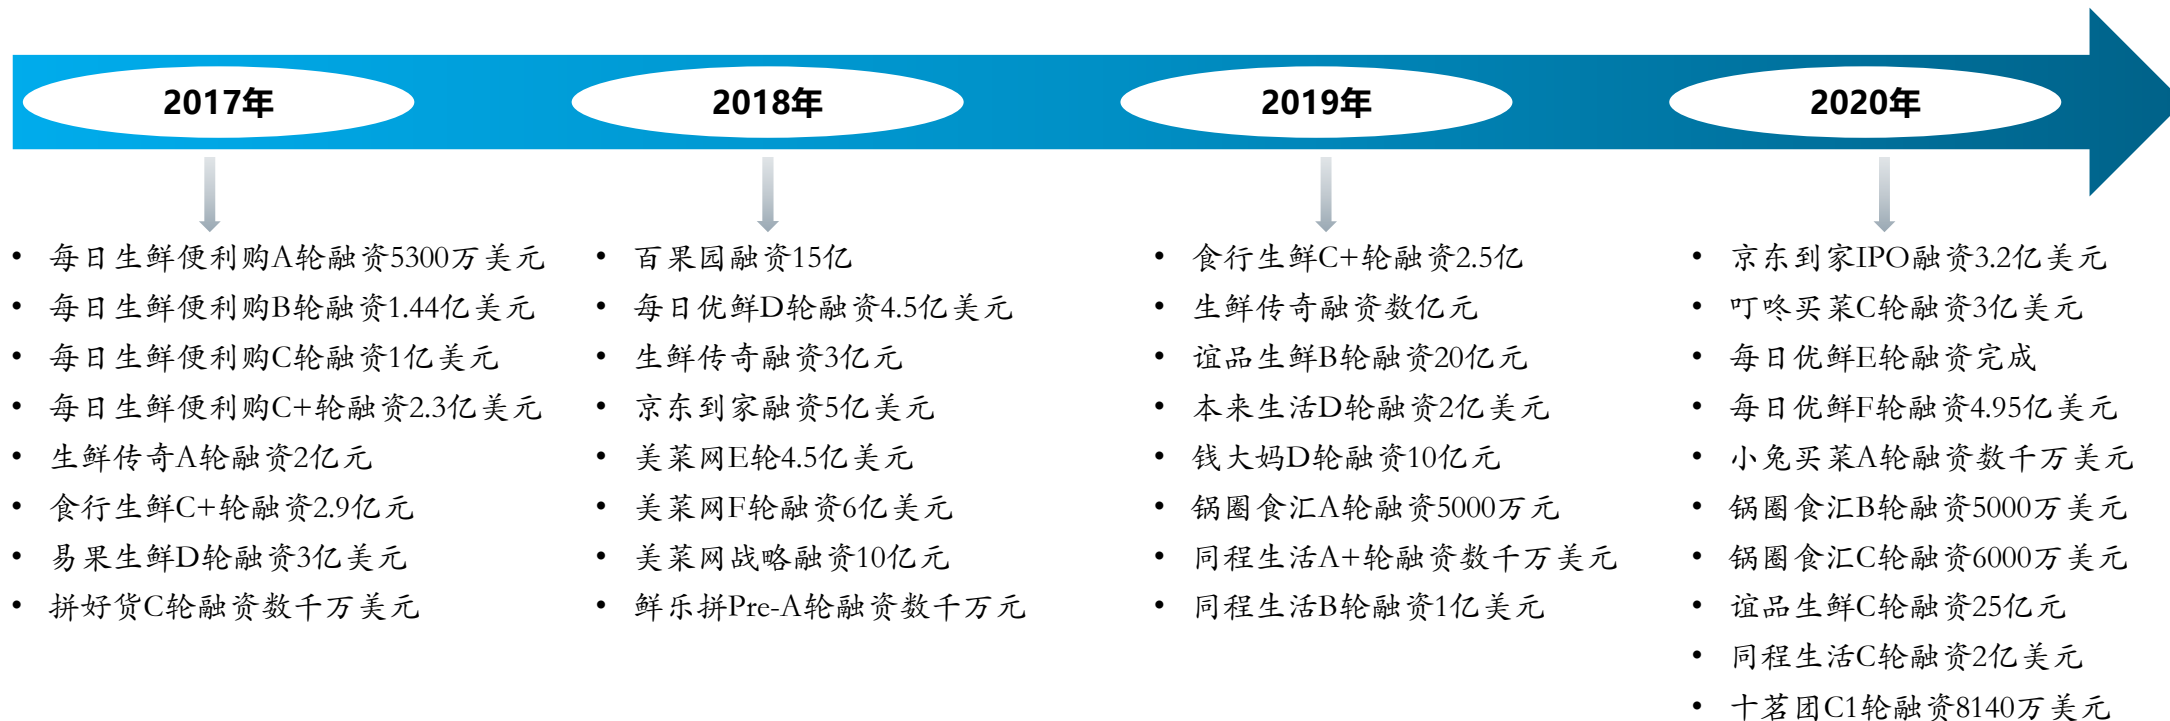 2017年
2018年
2019年
2020年
• 每日生鲜便利购A轮融资5300万美元
• 每日生鲜便利购B轮融资1.44亿美元
• 每日生鲜便利购C轮融资1亿美元
• 每日生鲜便利购C+轮融资2.3亿美元
• 生鲜传奇A轮融资2亿元
• 食行生鲜C+轮融资2.9亿元
• 易果生鲜D轮融资3亿美元
• 拼好货C轮融资数千万美元
• 百果园融资15亿
• 每日优鲜D轮融资4.5亿美元
• 生鲜传奇融资3亿元
• 京东到家融资5亿美元
• 美菜网E轮4.5亿美元
• 美菜网F轮融资6亿美元
• 美菜网战略融资10亿元
• 鲜乐拼Pre-A轮融资数千万元
• 食行生鲜C+轮融资2.5亿
• 生鲜传奇融资数亿元
• 谊品生鲜B轮融资20亿元
• 本来生活D轮融资2亿美元
• 钱大妈D轮融资10亿元
• 锅圈食汇A轮融资5000万元
• 同程生活A+轮融资数千万美元
• 同程生活B轮融资1亿美元
• 京东到家IPO融资3.2亿美元
• 叮咚买菜C轮融资3亿美元
• 每日优鲜E轮融资完成
• 每日优鲜F轮融资4.95亿美元
• 小兔买菜A轮融资数千万美元
• 锅圈食汇B轮融资5000万美元
• 锅圈食汇C轮融资6000万美元
• 谊品生鲜C轮融资25亿元
• 同程生活C轮融资2亿美元
• 十茗团C1轮融资8140万美元